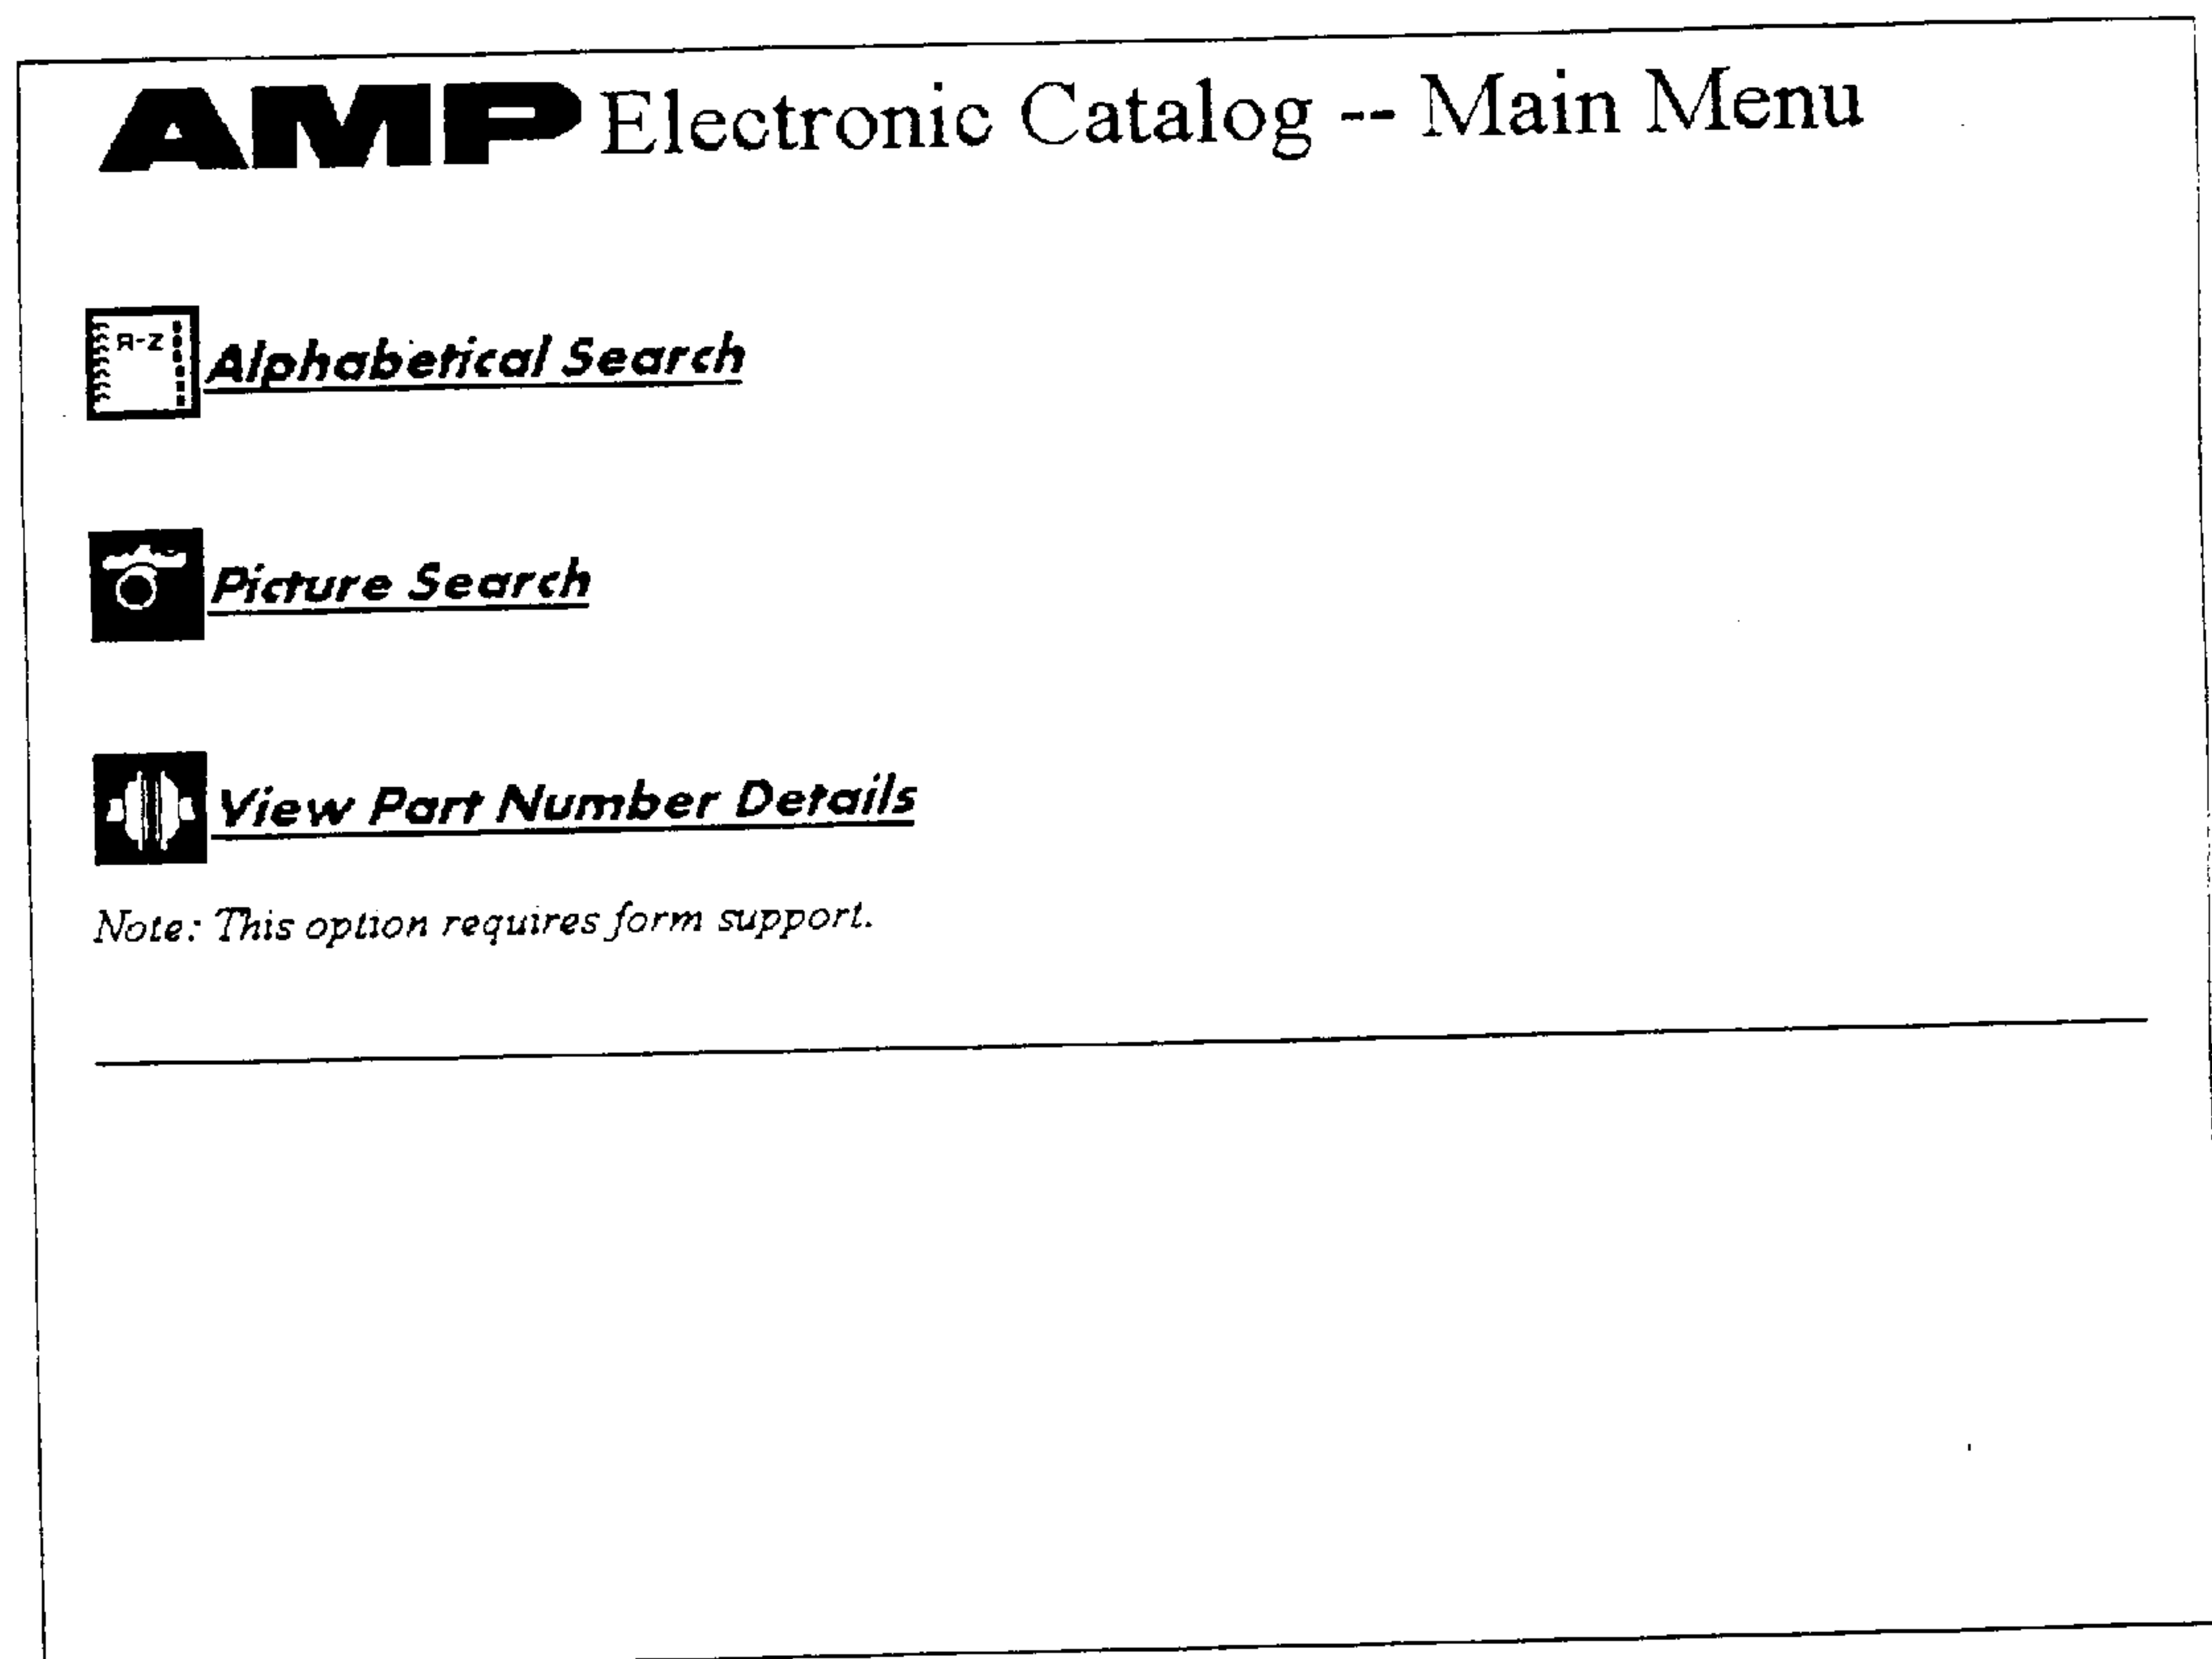 AMP Electronic Catalog -- Main Menu
A-Z
Alphabetical Search
Picture Search
View Part Number Details
Note: This option requires form support.